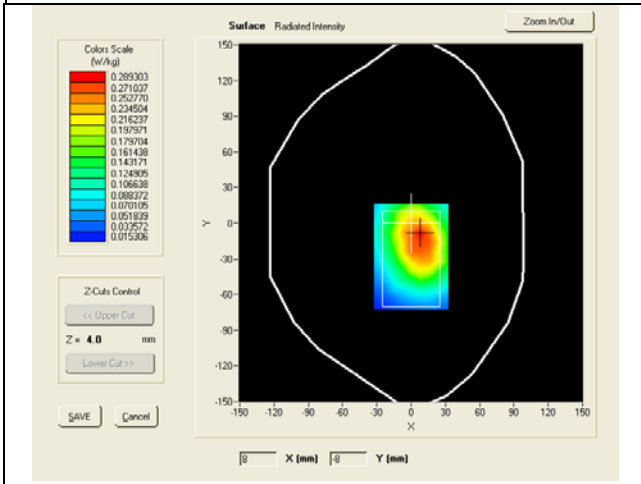 Surface Radiated Intensity
Zoom In/Out
Colors Scale
(W/kg)
0.289303
0.271037
0.252770
0.234504
0.216237
0.197971
0.179704
0.161438
0.143171
0.124905
0.106638
0.088372
0.070105
0.051839
0.033572
0.015306
Z-Cuts Control
<< Upper Cut
Z = 4.0 mm
Lower Cut >>
SAVE Cancel
150
120
90
60
30
0
-30
-60
-90
-120
-150
Y
-150 -120 -90 -60 -30 0 30 60 90 120 150
X
8 X (mm) -8 Y (mm)